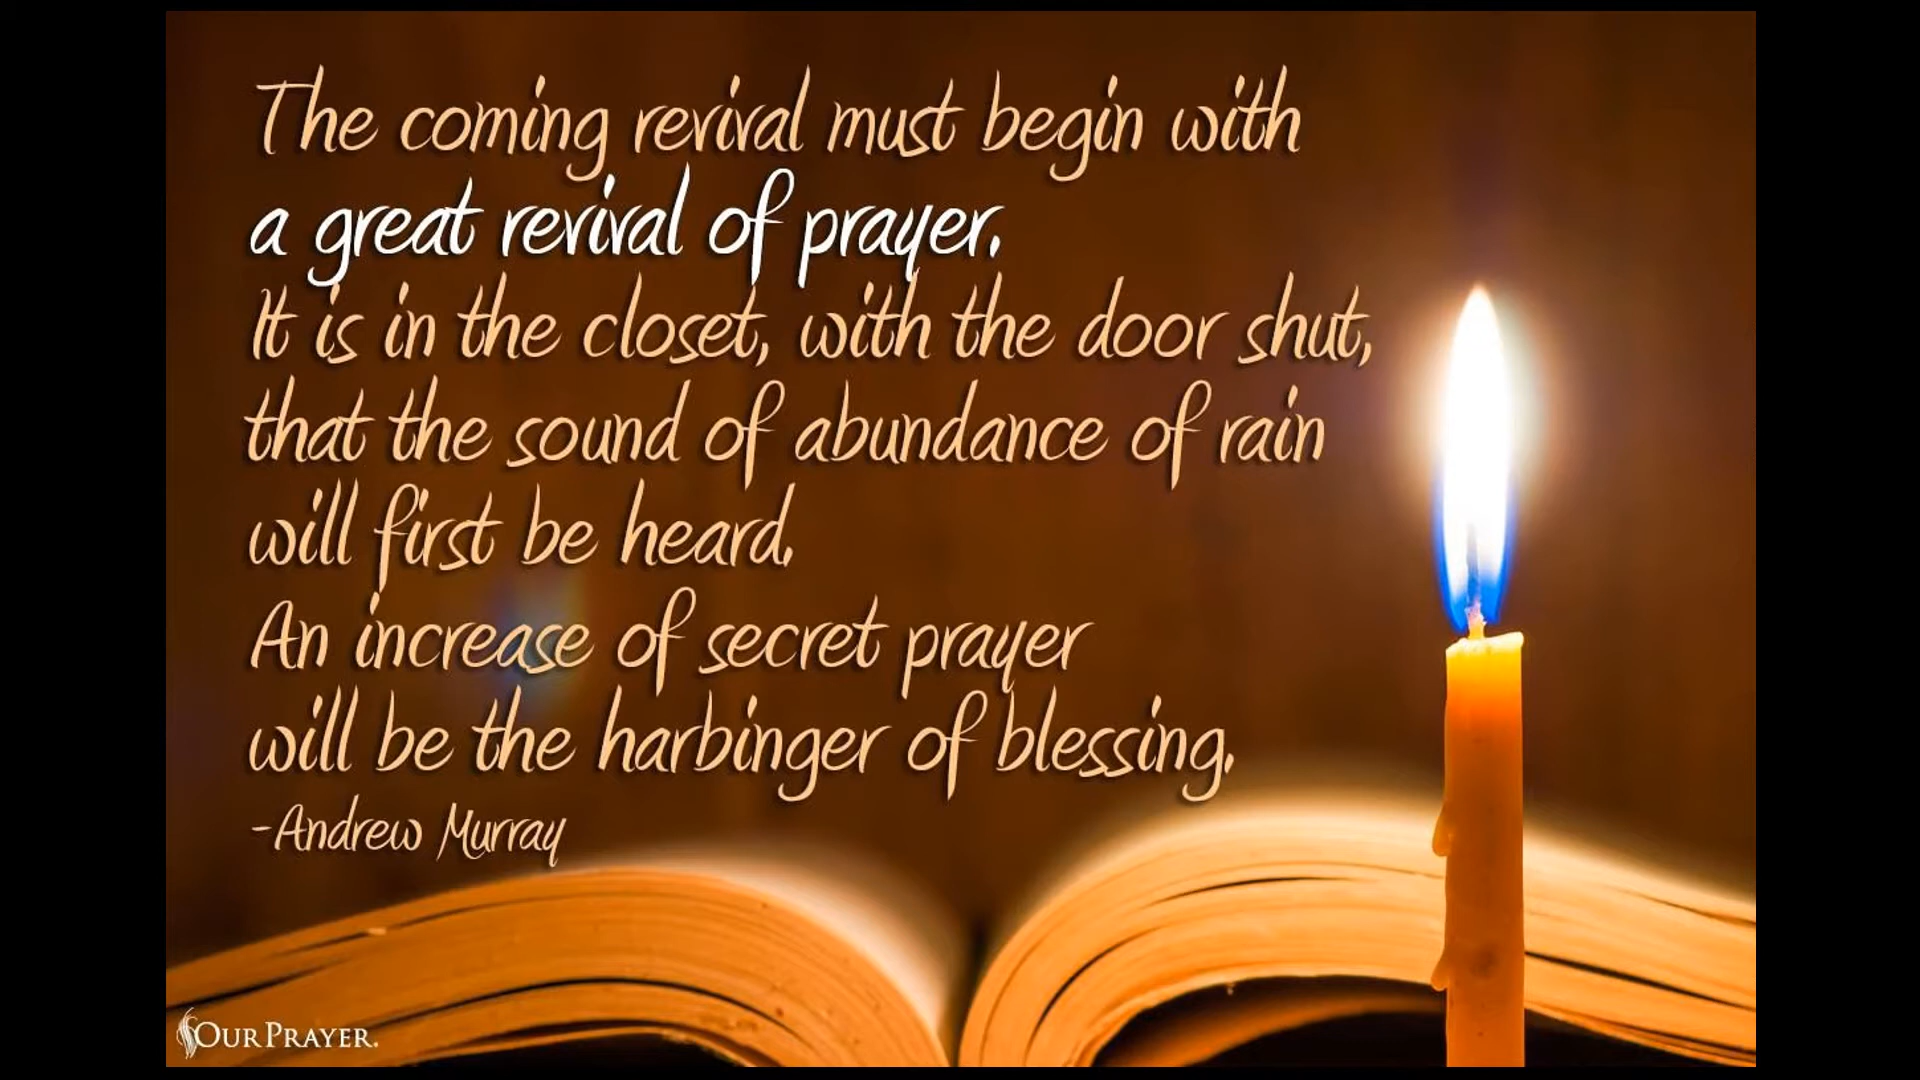 The coming revival must begin with
a great revival of prayer.
It is in the closet, with the door shut,
that the sound of abundance of rain
will first be heard.
An increase of secret prayer
will be the harbinger of blessing.
-Andrew Murray
OUR PRAYER.